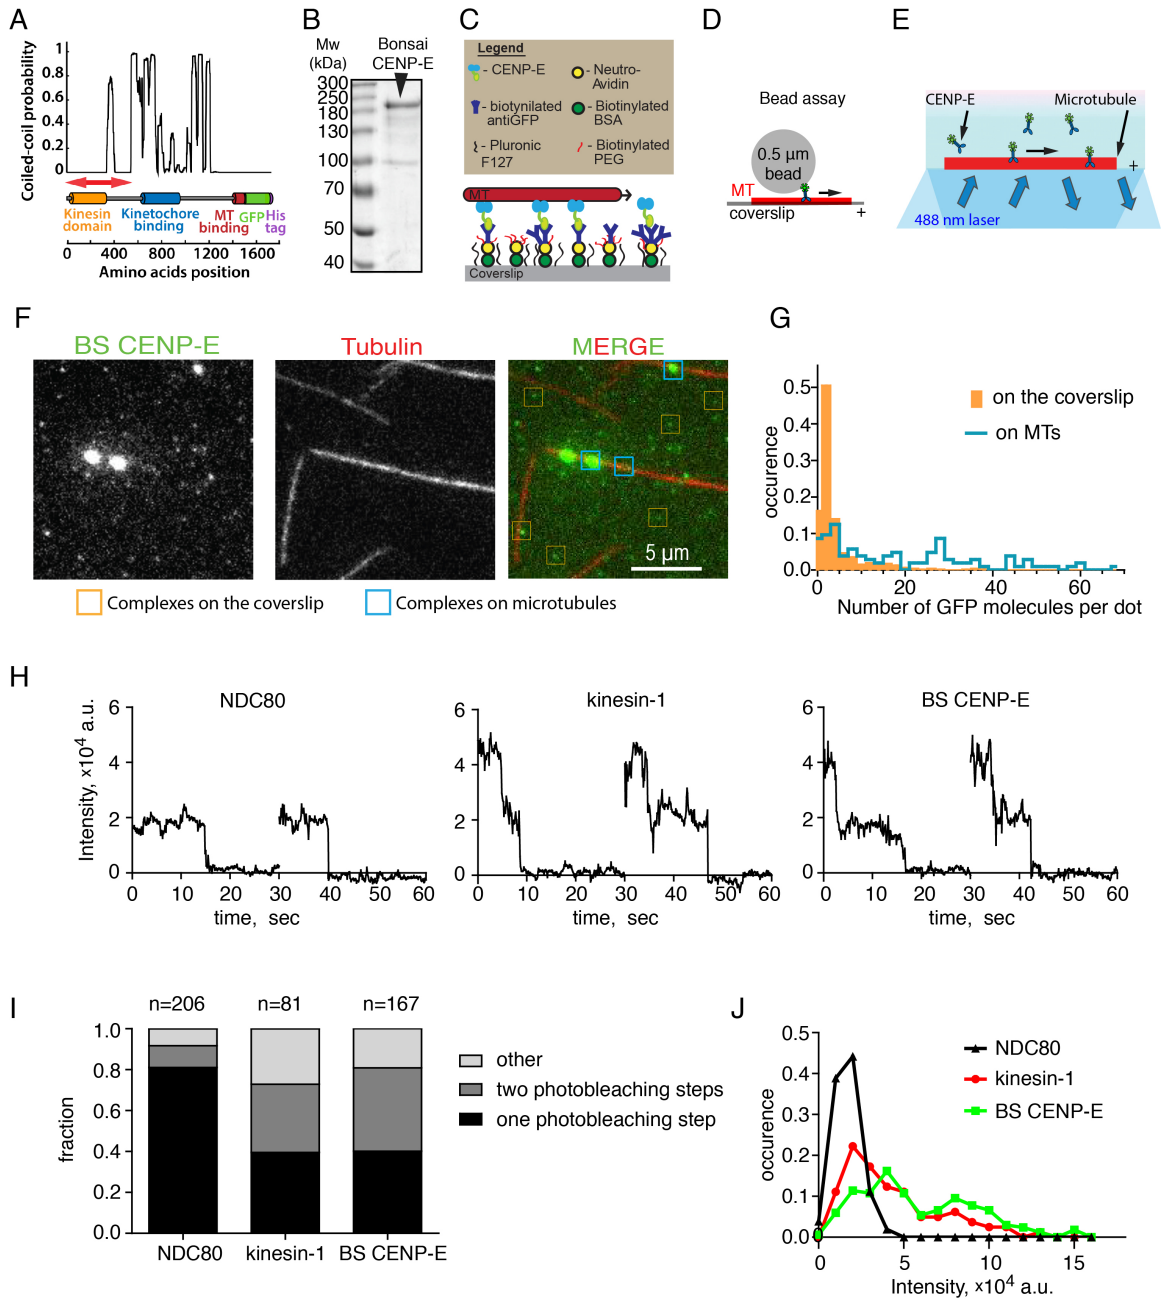 A
Coiled-coil probability
1
0.8
0.6
0.4
0.2
0
Kinesin domain
Kinetochore binding
MT binding
GFP
His tag
0 400 800 1200 1600
Amino acids position
B
Mw (kDa)
Bonsai CENP-E
300
250
180
130
100
70
50
40
C
Legend
- CENP-E
- Neutro-Avidin
- biotynilated antiGFP
- Biotinylated BSA
- Pluronic F127
- Biotinylated PEG
MT
Coverslip
D
Bead assay
0.5 µm bead
MT
coverslip
+
E
CENP-E
Microtubule
+
488 nm laser
F
BS CENP-E
Tubulin
MERGE
5 µm
Complexes on the coverslip
Complexes on microtubules
G
occurence
0.5
0.4
0.3
0.2
0.1
0.0
on the coverslip
on MTs
0 20 40 60
Number of GFP molecules per dot
H
NDC80
Intensity, ×10⁴ a.u.
6
4
2
0
0 10 20 30 40 50 60
time, sec
kinesin-1
6
4
2
0
0 10 20 30 40 50 60
time, sec
BS CENP-E
6
4
2
0
0 10 20 30 40 50 60
time, sec
I
n=206 n=81 n=167
fraction
1.0
0.8
0.6
0.4
0.2
0.0
NDC80 kinesin-1 BS CENP-E
other
two photobleaching steps
one photobleaching step
J
occurence
0.5
0.4
0.3
0.2
0.1
0.0
NDC80
kinesin-1
BS CENP-E
0 5 10 15
Intensity, ×10⁴ a.u.